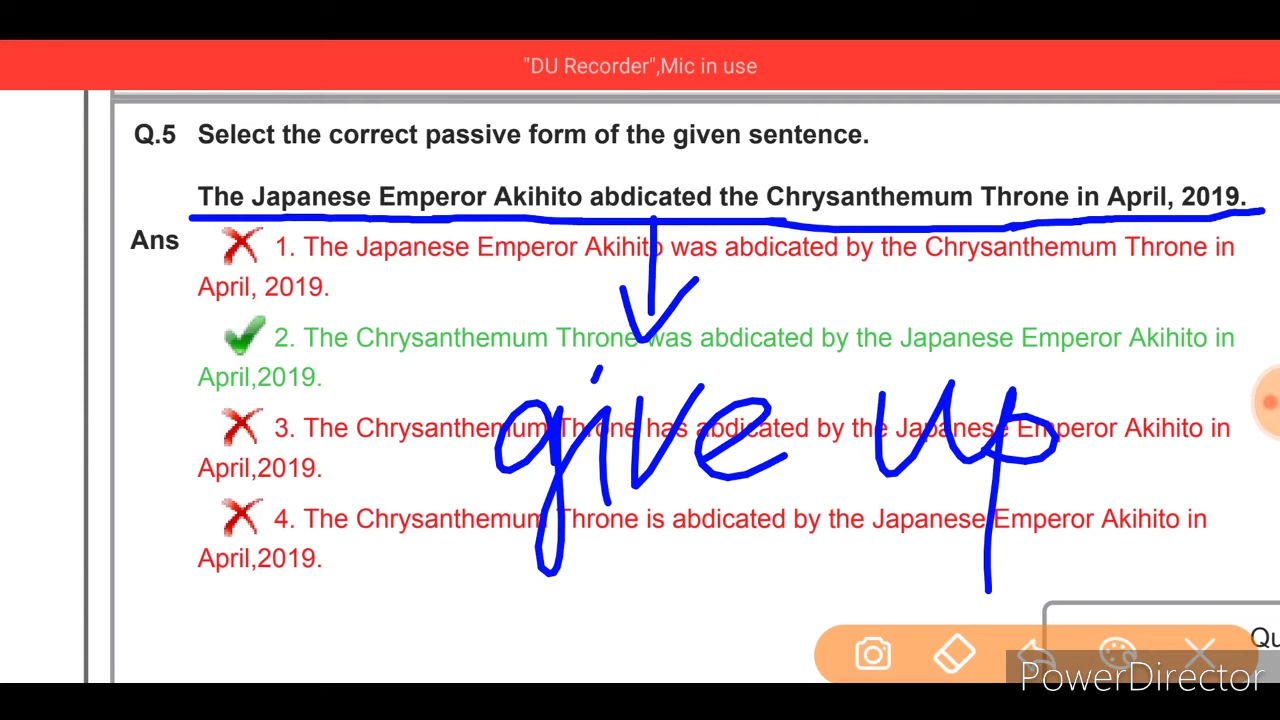 "DU Recorder",Mic in use
Q.5 Select the correct passive form of the given sentence.
The Japanese Emperor Akihito abdicated the Chrysanthemum Throne in April, 2019.
Ans 1. The Japanese Emperor Akihito was abdicated by the Chrysanthemum Throne in
April, 2019.
2. The Chrysanthemum Throne was abdicated by the Japanese Emperor Akihito in
April,2019.
3. The Chrysanthemum Throne has abdicated by the Japanese Emperor Akihito in
April,2019.
give up
4. The Chrysanthemum Throne is abdicated by the Japanese Emperor Akihito in
April,2019.
Qu
PowerDirector